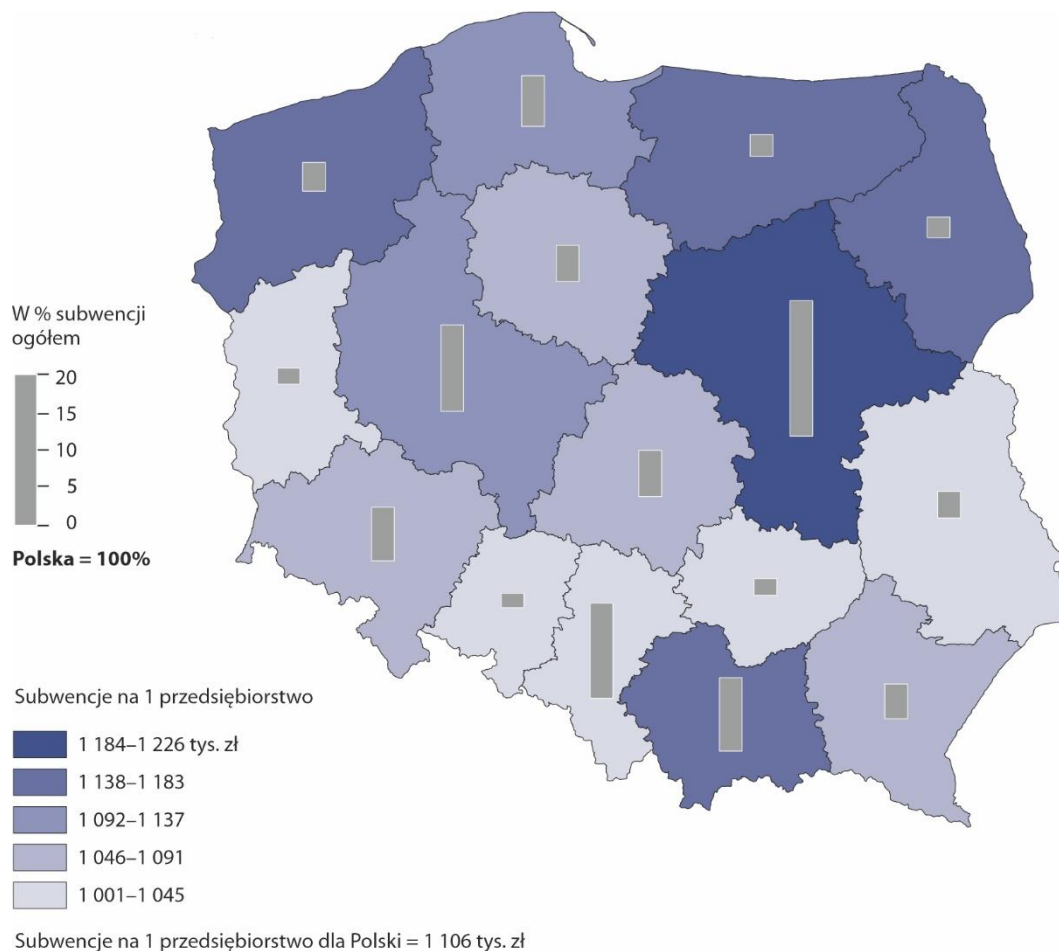 W % subwencji
ogółem
20
15
10
5
0
Polska = 100%
Subwencje na 1 przedsiębiorstwo
1 184–1 226 tys. zł
1 138–1 183
1 092–1 137
1 046–1 091
1 001–1 045
Subwencje na 1 przedsiębiorstwo dla Polski = 1 106 tys. zł